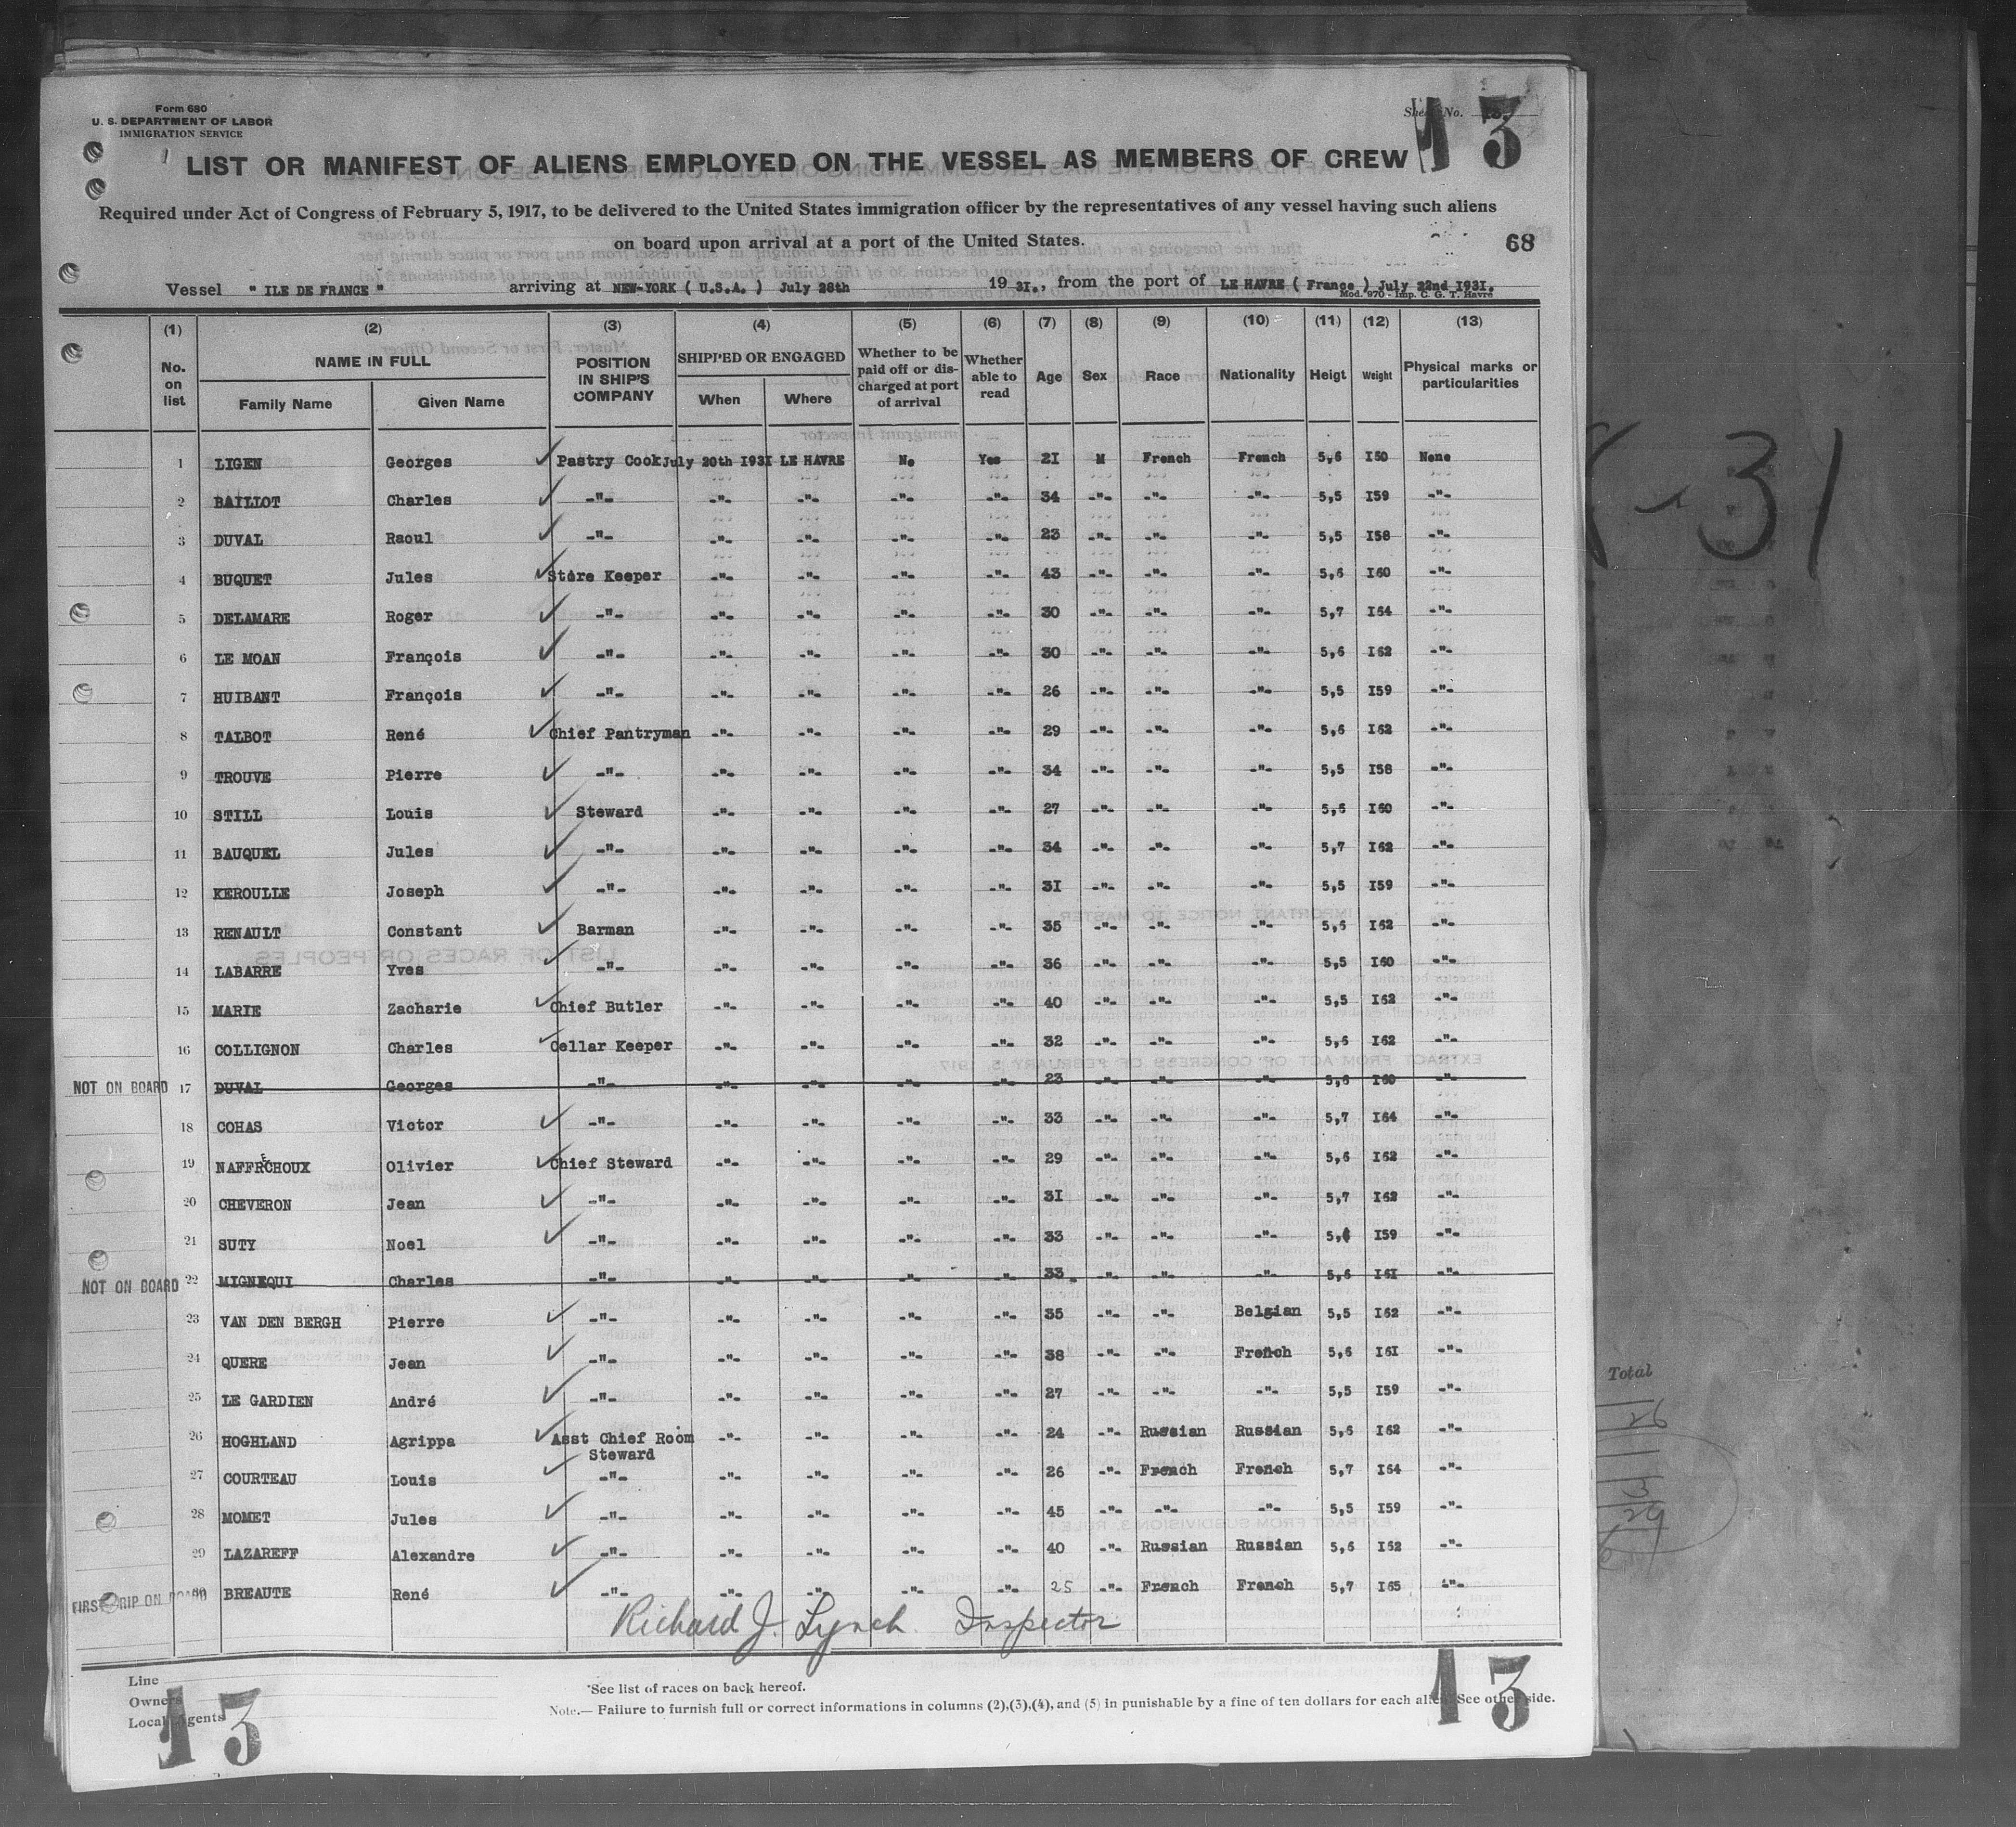 Form 680
U. S. DEPARTMENT OF LABOR
IMMIGRATION SERVICE
Sheet No.
13
LIST OR MANIFEST OF ALIENS EMPLOYED ON THE VESSEL AS MEMBERS OF CREW
Required under Act of Congress of February 5, 1917, to be delivered to the United States immigration officer by the representatives of any vessel having such aliens
on board upon arrival at a port of the United States.
68
Vessel " ILE DE FRANCE " arriving at NEW-YORK ( U.S.A. ) July 28th 1931., from the port of LE HAVRE ( France ) July 22nd 1931.
Mod. 970 - Imp. C. G. T. Havre
(1) (2) (3) (4) (5) (6) (7) (8) (9) (10) (11) (12) (13)
No. on list NAME IN FULL Family Name Given Name POSITION IN SHIP'S COMPANY SHIPPED OR ENGAGED When Where Whether to be paid off or discharged at port of arrival Whether able to read Age Sex Race Nationality Heigt Weight Physical marks or particularities
1 LIGEN Georges ✓ Pastry Cook July 20th 1931 LE HAVRE No Yes 21 M French French 5,6 150 None
2 BAILLOT Charles ✓ -"- -"- -"- -"- -"- 34 -"- -"- -"- 5,5 159 -"-
3 DUVAL Raoul ✓ -"- -"- -"- -"- -"- 23 -"- -"- -"- 5,5 158 -"-
4 BUQUET Jules ✓ Store Keeper -"- -"- -"- -"- 43 -"- -"- -"- 5,6 160 -"-
5 DELAMARE Roger ✓ -"- -"- -"- -"- -"- 30 -"- -"- -"- 5,7 164 -"-
6 LE MOAN François ✓ -"- -"- -"- -"- -"- 30 -"- -"- -"- 5,6 162 -"-
7 HUIBANT François ✓ -"- -"- -"- -"- -"- 26 -"- -"- -"- 5,5 159 -"-
8 TALBOT René ✓ Chief Pantryman -"- -"- -"- -"- 29 -"- -"- -"- 5,6 162 -"-
9 TROUVE Pierre ✓ -"- -"- -"- -"- -"- 34 -"- -"- -"- 5,5 158 -"-
10 STILL Louis ✓ Steward -"- -"- -"- -"- 27 -"- -"- -"- 5,6 160 -"-
11 BAUQUEL Jules ✓ -"- -"- -"- -"- -"- 34 -"- -"- -"- 5,7 162 -"-
12 KEROULLE Joseph ✓ -"- -"- -"- -"- -"- 31 -"- -"- -"- 5,5 159 -"-
13 RENAULT Constant ✓ Barman -"- -"- -"- -"- 35 -"- -"- -"- 5,6 162 -"-
14 LABARRE Yves ✓ -"- -"- -"- -"- -"- 36 -"- -"- -"- 5,5 160 -"-
15 MARIE Zacharie ✓ Chief Butler -"- -"- -"- -"- 40 -"- -"- -"- 5,5 162 -"-
16 COLLIGNON Charles ✓ Cellar Keeper -"- -"- -"- -"- 32 -"- -"- -"- 5,6 162 -"-
NOT ON BOARD 17 DUVAL Georges -"- -"- -"- -"- -"- 23 -"- -"- -"- 5,6 160 -"-
18 COHAS Victor ✓ -"- -"- -"- -"- -"- 33 -"- -"- -"- 5,7 164 -"-
19 NAFFRECHOUX Olivier ✓ Chief Steward -"- -"- -"- -"- 29 -"- -"- -"- 5,6 162 -"-
20 CHEVERON Jean ✓ -"- -"- -"- -"- -"- 31 -"- -"- -"- 5,7 162 -"-
21 SUTY Noel ✓ -"- -"- -"- -"- -"- 33 -"- -"- -"- 159 -"-
NOT ON BOARD 22 MIGNEQUI Charles -"- -"- -"- -"- -"- 33 -"- -"- -"- 5,6 161 -"-
23 VAN DEN BERGH Pierre ✓ -"- -"- -"- -"- -"- 35 -"- -"- Belgian 5,5 162 -"-
24 QUERE Jean ✓ -"- -"- -"- -"- -"- 38 -"- -"- French 5,6 161 -"-
25 LE GARDIEN André ✓ -"- -"- -"- -"- -"- 27 -"- -"- -"- 5,5 159 -"-
26 HOGHLAND Agrippa ✓ Asst Chief Room Steward -"- -"- -"- -"- 24 -"- Russian Russian 5,6 162 -"-
27 COURTEAU Louis ✓ -"- -"- -"- -"- -"- 26 -"- French French 5,7 164 -"-
28 MOMET Jules ✓ -"- -"- -"- -"- -"- 45 -"- -"- -"- 5,5 159 -"-
29 LAZAREFF Alexandre ✓ -"- -"- -"- -"- -"- 40 -"- Russian Russian 5,6 162 -"-
FIRST TRIP ON BOARD 30 BREAUTE René ✓ -"- -"- -"- -"- -"- 25 -"- French French 5,7 165 -"-
Richard J. Lynch Inspector
Line
Owners
Local Agents
13
*See list of races on back hereof.
Note.— Failure to furnish full or correct informations in columns (2),(3),(4), and (5) in punishable by a fine of ten dollars for each alien. See other side.
13
-31
Total